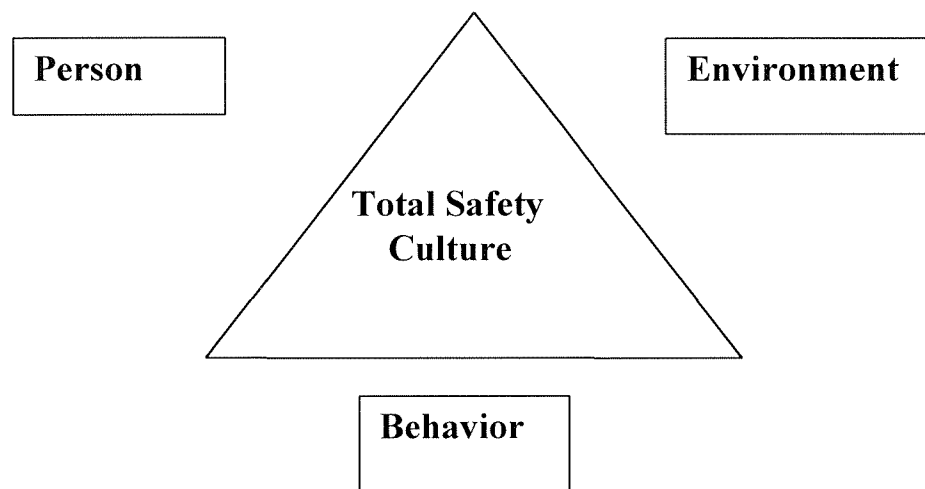 Person
Environment
Total Safety
Culture
Behavior